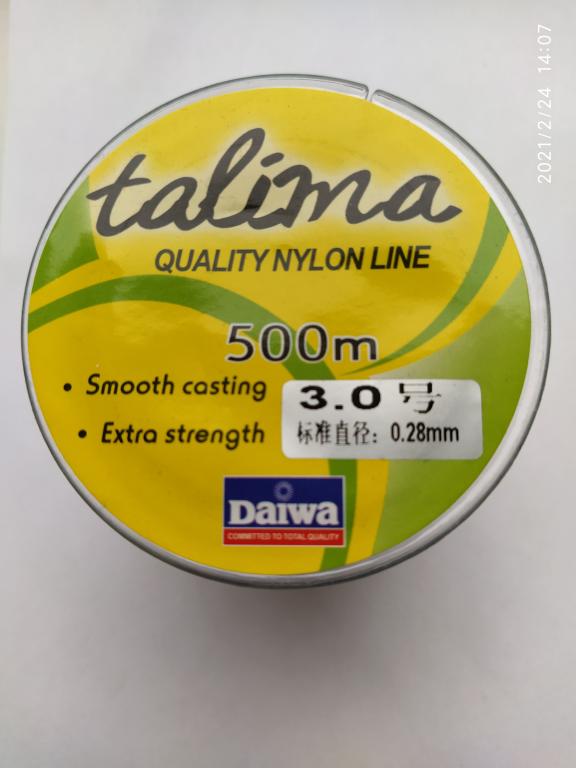 talima
QUALITY NYLON LINE
500m
• Smooth casting
• Extra strength
3.0 号
标准直径: 0.28mm
Daiwa
COMMITTED TO TOTAL QUALITY
2021/2/24 14:07